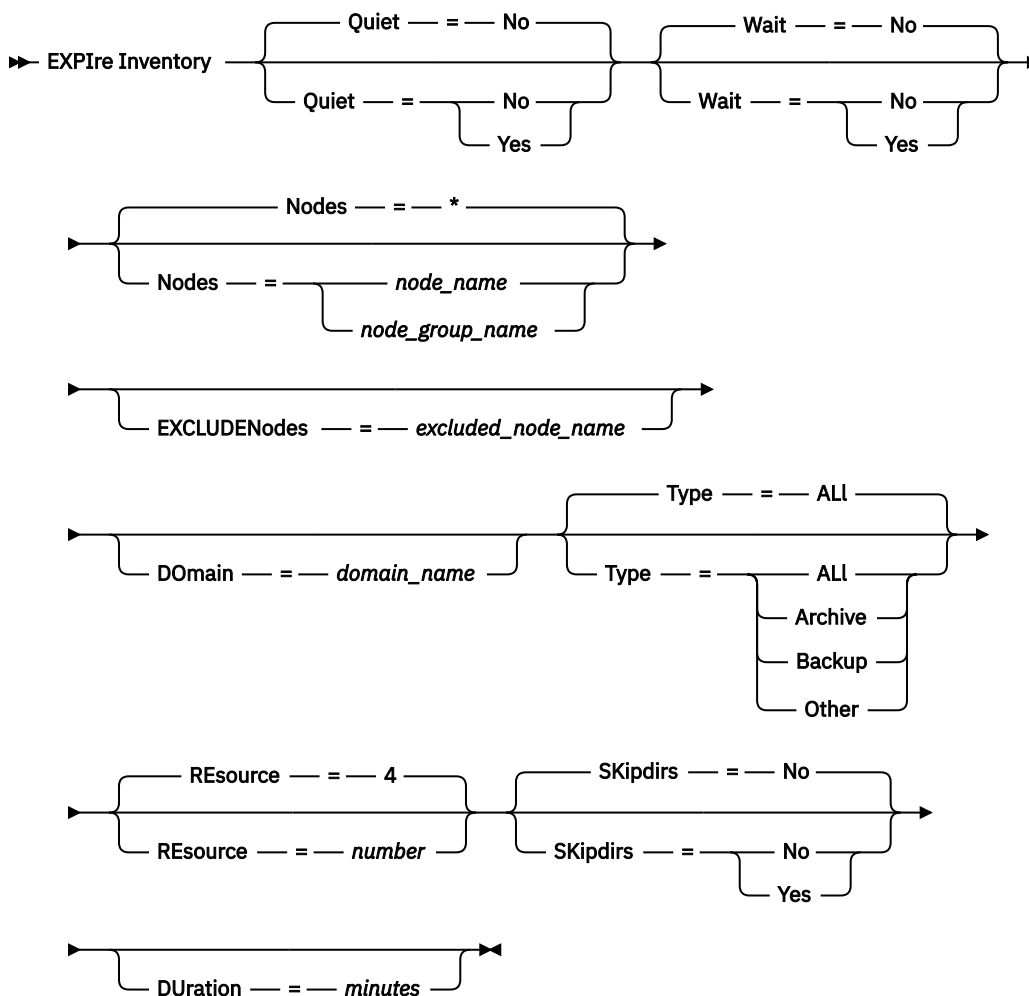 Quiet = No Wait = No
EXPIre Inventory
Quiet = No Wait = No
Yes Yes
Nodes = *
Nodes = node_name
node_group_name
EXCLUDENodes = excluded_node_name
Type = ALl
DOmain = domain_name Type = ALl
Archive
Backup
Other
REsource = 4 SKipdirs = No
REsource = number SKipdirs = No
Yes
DUration = minutes